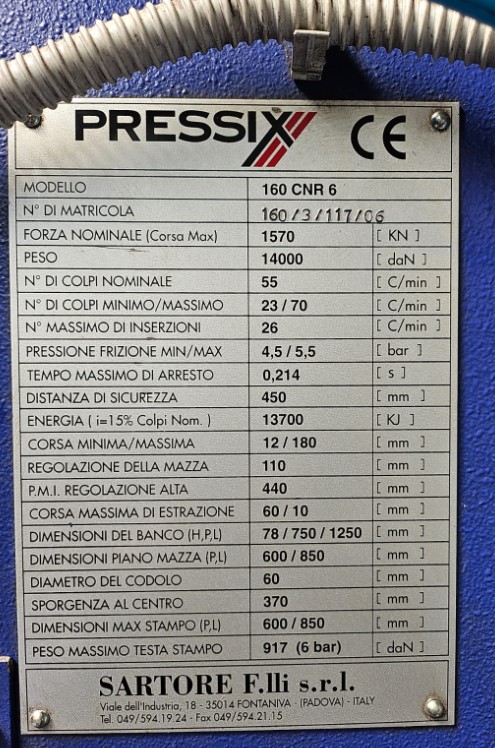 PRESSIX CE
MODELLO 160 CNR 6
N° DI MATRICOLA 160/3/117/06
FORZA NOMINALE (Corsa Max) 1570 [ KN ]
PESO 14000 [ daN ]
N° DI COLPI NOMINALE 55 [ C/min ]
N° DI COLPI MINIMO/MASSIMO 23 / 70 [ C/min ]
N° MASSIMO DI INSERZIONI 26 [ C/min ]
PRESSIONE FRIZIONE MIN/MAX 4,5 / 5,5 [ bar ]
TEMPO MASSIMO DI ARRESTO 0,214 [ s ]
DISTANZA DI SICUREZZA 450 [ mm ]
ENERGIA ( i=15% Colpi Nom. ) 13700 [ KJ ]
CORSA MINIMA/MASSIMA 12 / 180 [ mm ]
REGOLAZIONE DELLA MAZZA 110 [ mm ]
P.M.I. REGOLAZIONE ALTA 440 [ mm ]
CORSA MASSIMA DI ESTRAZIONE 60 / 10 [ mm ]
DIMENSIONI DEL BANCO (H,P,L) 78 / 750 / 1250 [ mm ]
DIMENSIONI PIANO MAZZA (P,L) 600 / 850 [ mm ]
DIAMETRO DEL CODOLO 60 [ mm ]
SPORGENZA AL CENTRO 370 [ mm ]
DIMENSIONI MAX STAMPO (P,L) 600 / 850 [ mm ]
PESO MASSIMO TESTA STAMPO 917 (6 bar) [ daN ]
SARTORE F.lli s.r.l.
Viale dell'Industria, 18 - 35014 FONTANIVA - (PADOVA) - ITALY
Tel. 049/594.19.24 - Fax 049/594.21.15